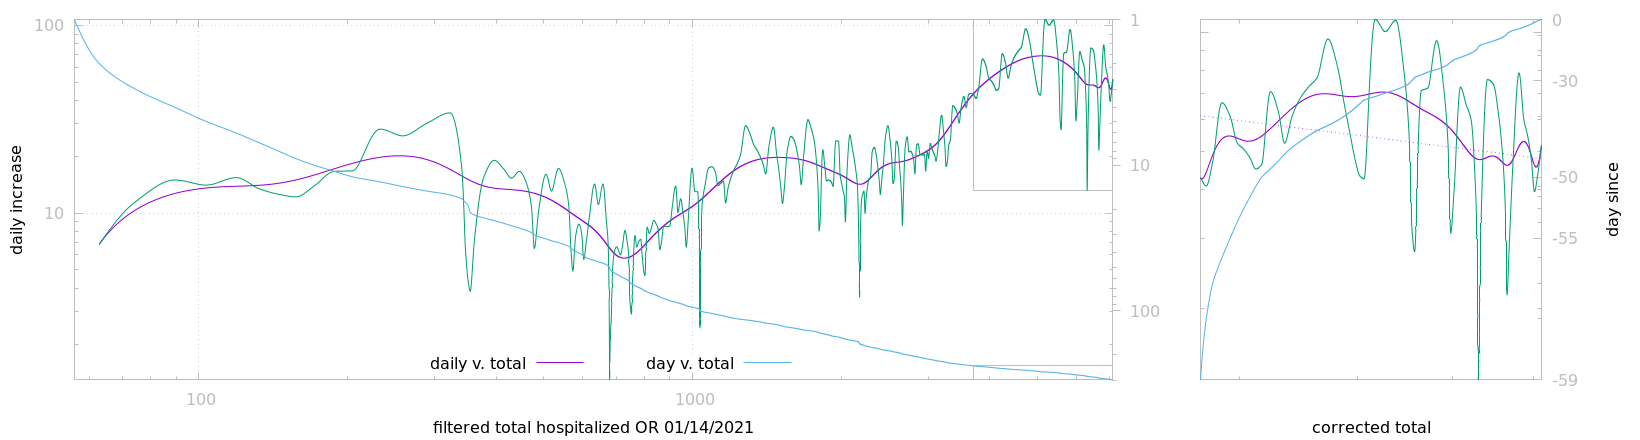 100
10
daily increase
100
1000
filtered total hospitalized OR 01/14/2021
daily v. total
day v. total
1
10
100
0
-30
-50
-55
-59
day since
corrected total